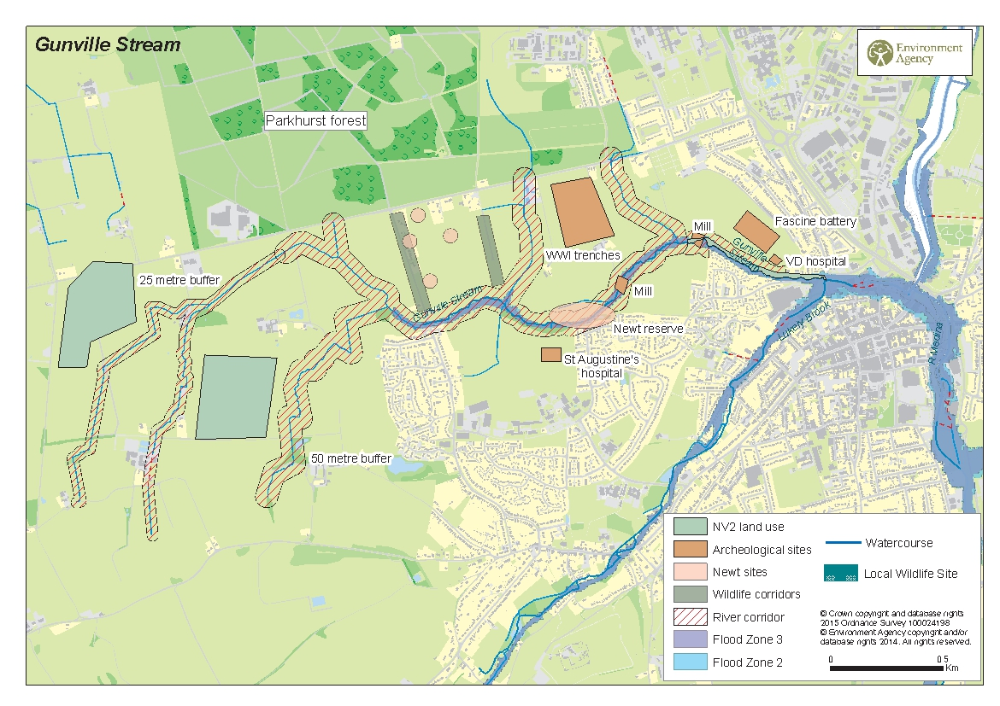 Gunville Stream
Environment
Agency
Parkhurst forest
Mill
Fascine battery
Gunville
Stream
WWI trenches
VD hospital
25 metre buffer
Mill
Gunville Stream
Newt reserve
Lukely Brook
R Medina
St Augustine's
hospital
50 metre buffer
NV2 land use
Archeological sites
Newt sites
Wildlife corridors
River corridor
Flood Zone 3
Flood Zone 2
Watercourse
Local Wildlife Site
© Crown copyright and database rights
2015 Ordnance Survey 100024198
© Environment Agency copyright and/or
database rights 2014. All rights reserved.
0 0.5
Km